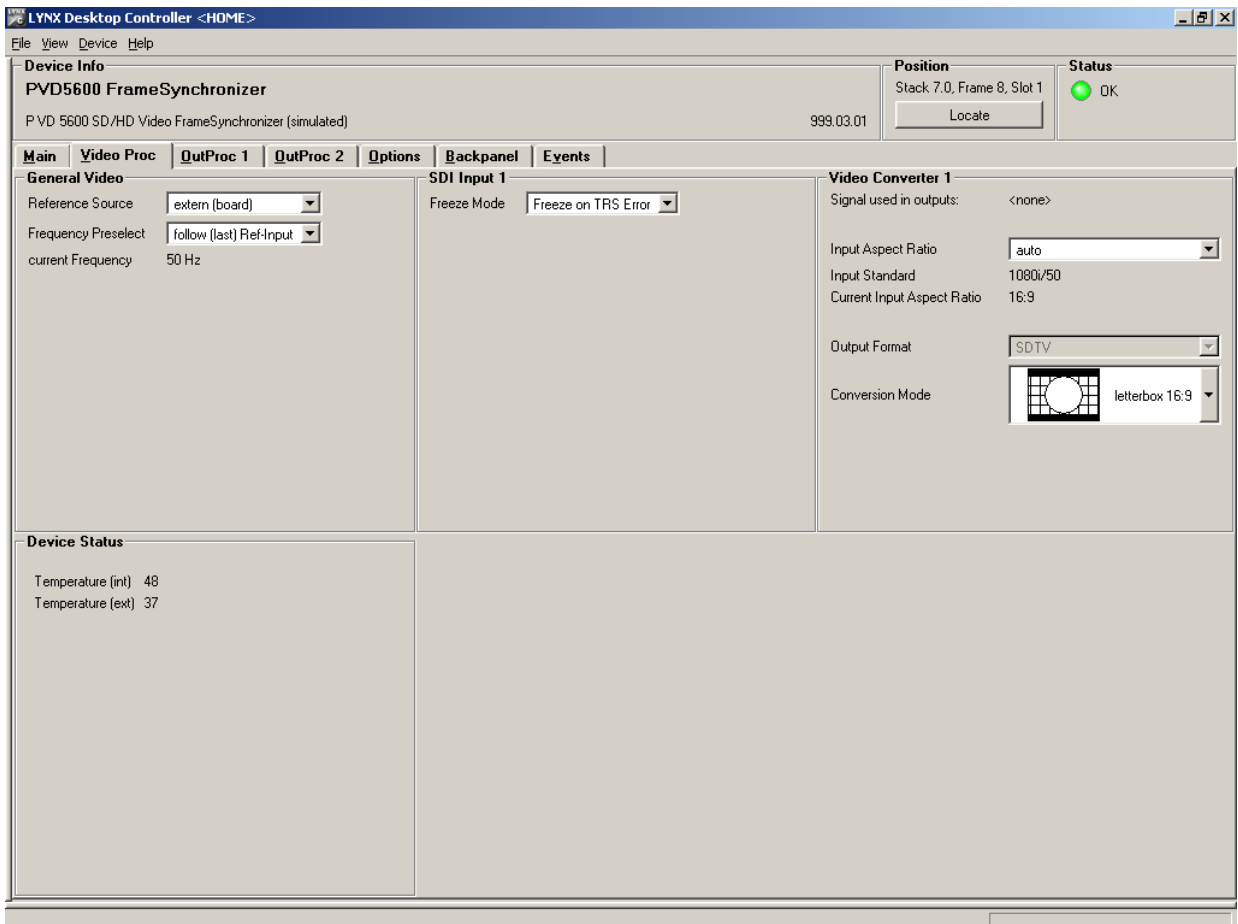 LYNX Desktop Controller <HOME>
File View Device Help
Device Info
PVD5600 FrameSynchronizer
P VD 5600 SD/HD Video FrameSynchronizer (simulated) 999.03.01
Position
Stack 7.0, Frame 8, Slot 1
Locate
Status
OK
Main Video Proc OutProc 1 OutProc 2 Options Backpanel Events
General Video
Reference Source extern (board)
Frequency Preselect follow (last) Ref-Input
current Frequency 50 Hz
SDI Input 1
Freeze Mode Freeze on TRS Error
Video Converter 1
Signal used in outputs: <none>
Input Aspect Ratio auto
Input Standard 1080i/50
Current Input Aspect Ratio 16:9
Output Format SDTV
Conversion Mode letterbox 16:9
Device Status
Temperature (int) 48
Temperature (ext) 37